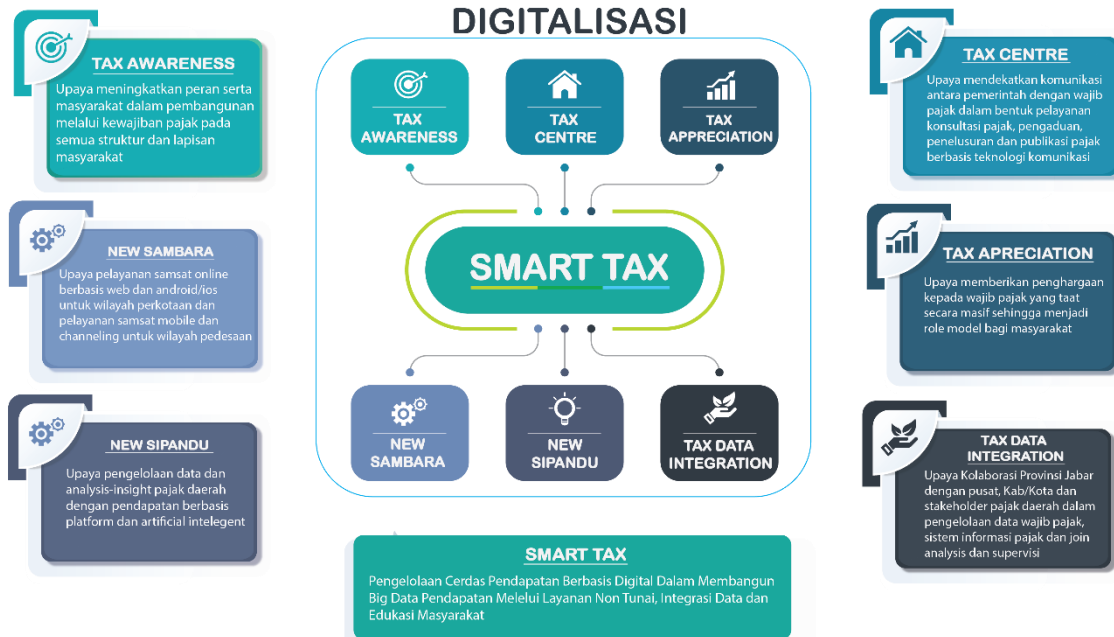 DIGITALISASI
TAX AWARENESS
Upaya meningkatkan peran serta
masyarakat dalam pembangunan
melalui kewajiban pajak pada
semua struktur dan lapisan
masyarakat
NEW SAMBARA
Upaya pelayanan samsat online
berbasis web dan android/ios
untuk wilayah perkotaan dan
pelayanan samsat mobile dan
channeling untuk wilayah pedesaan
NEW SIPANDU
Upaya pengelolaan data dan
analysis-insight pajak daerah
dengan pendapatan berbasis
platform dan artificial intelegent
TAX
AWARENESS
TAX
CENTRE
TAX
APPRECIATION
SMART TAX
NEW
SAMBARA
NEW
SIPANDU
TAX DATA
INTEGRATION
SMART TAX
Pengelolaan Cerdas Pendapatan Berbasis Digital Dalam Membangun
Big Data Pendapatan Melelui Layanan Non Tunai, Integrasi Data dan
Edukasi Masyarakat
TAX CENTRE
Upaya mendekatkan komunikasi
antara pemerintah dengan wajib
pajak dalam bentuk pelayanan
konsultasi pajak, pengaduan,
penelusuran dan publikasi pajak
berbasis teknologi komunikasi
TAX APRECIATION
Upaya memberikan penghargaan
kepada wajib pajak yang taat
secara masif sehingga menjadi
role model bagi masyarakat
TAX DATA
INTEGRATION
Upaya Kolaborasi Provinsi Jabar
dengan pusat, Kab/Kota dan
stakeholder pajak daerah dalam
pengelolaan data wajib pajak,
sistem informasi pajak dan join
analysis dan supervisi